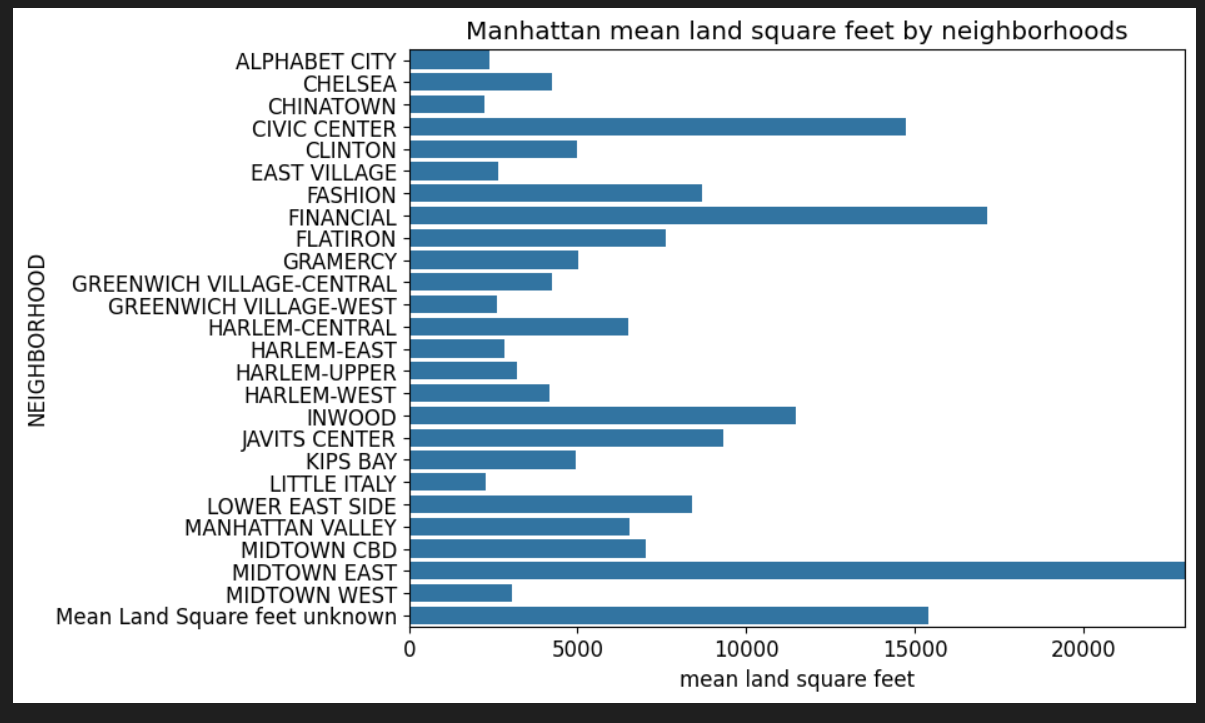 Manhattan mean land square feet by neighborhoods
NEIGHBORHOOD
ALPHABET CITY
CHELSEA
CHINATOWN
CIVIC CENTER
CLINTON
EAST VILLAGE
FASHION
FINANCIAL
FLATIRON
GRAMERCY
GREENWICH VILLAGE-CENTRAL
GREENWICH VILLAGE-WEST
HARLEM-CENTRAL
HARLEM-EAST
HARLEM-UPPER
HARLEM-WEST
INWOOD
JAVITS CENTER
KIPS BAY
LITTLE ITALY
LOWER EAST SIDE
MANHATTAN VALLEY
MIDTOWN CBD
MIDTOWN EAST
MIDTOWN WEST
Mean Land Square feet unknown
0 5000 10000 15000 20000
mean land square feet